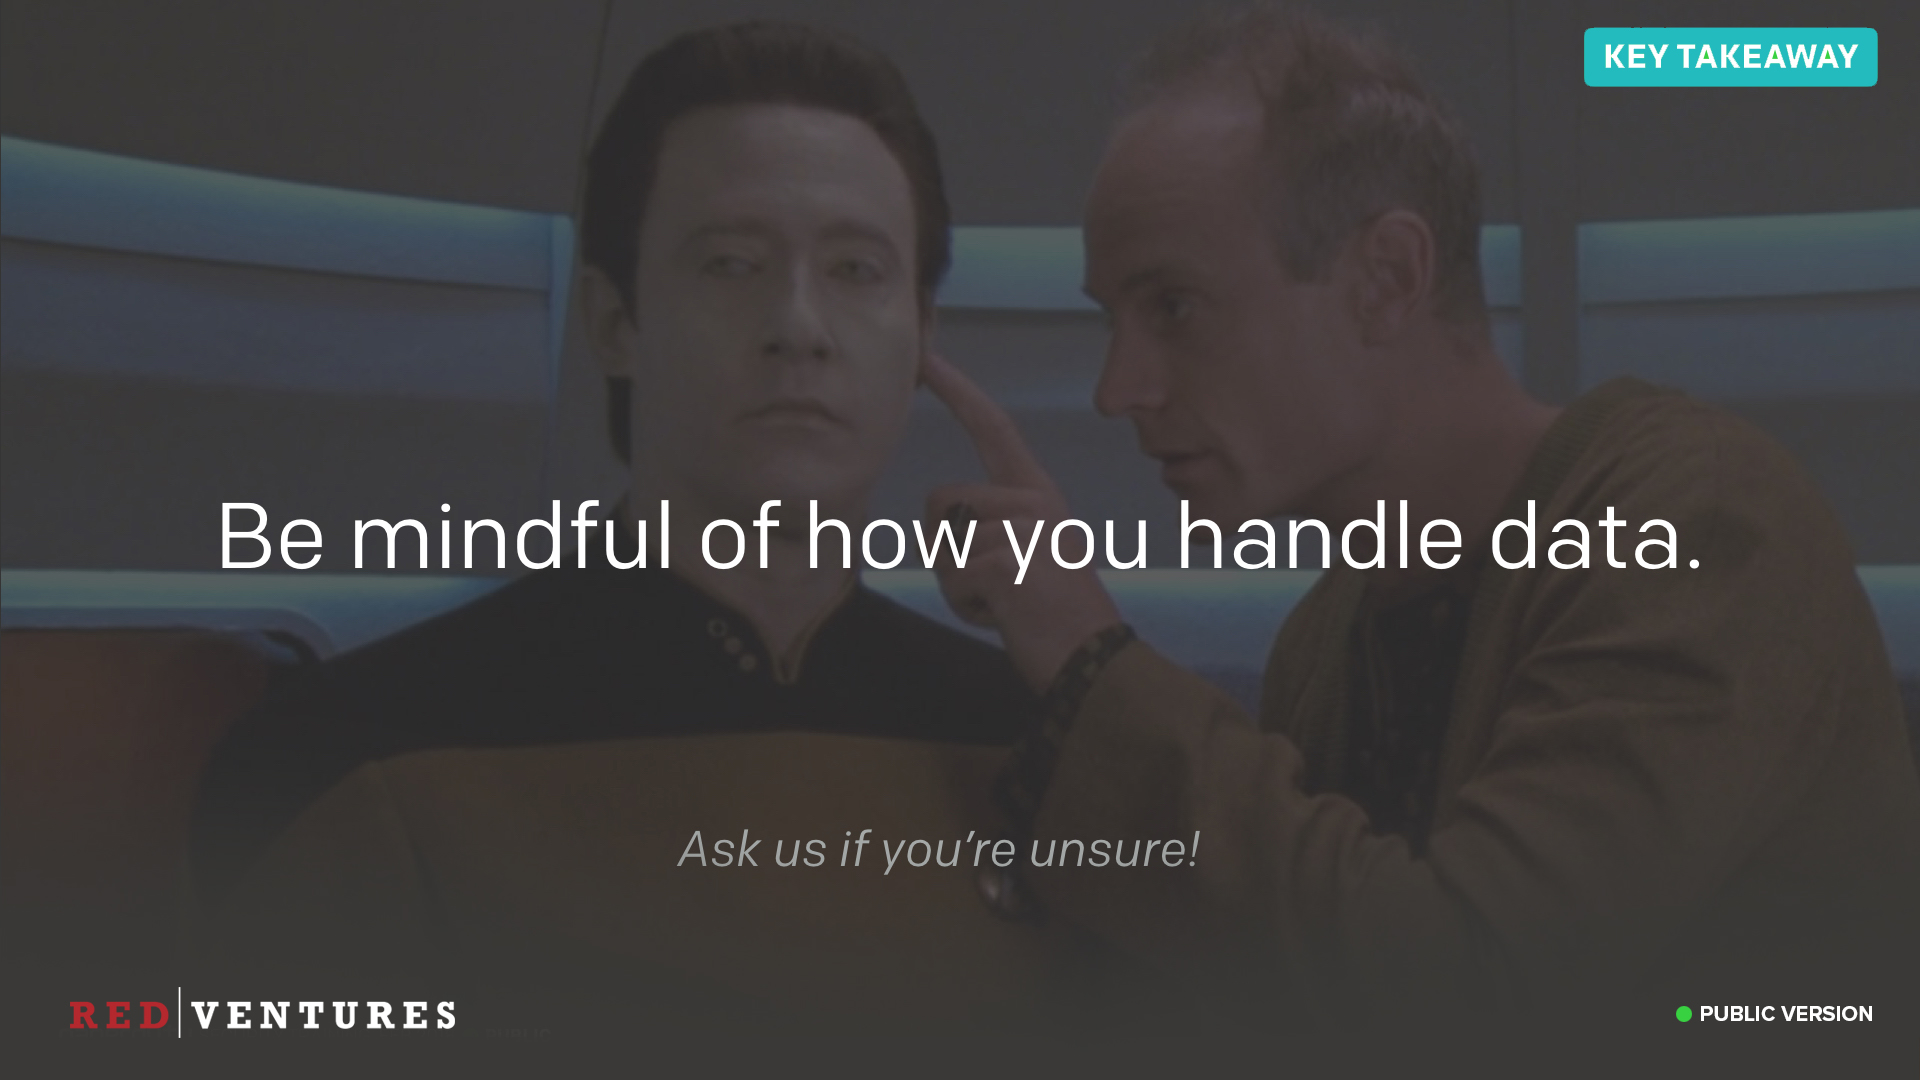 KEY TAKEAWAY
Be mindful of how you handle data.
Ask us if you’re unsure!
RED VENTURES
PUBLIC VERSION